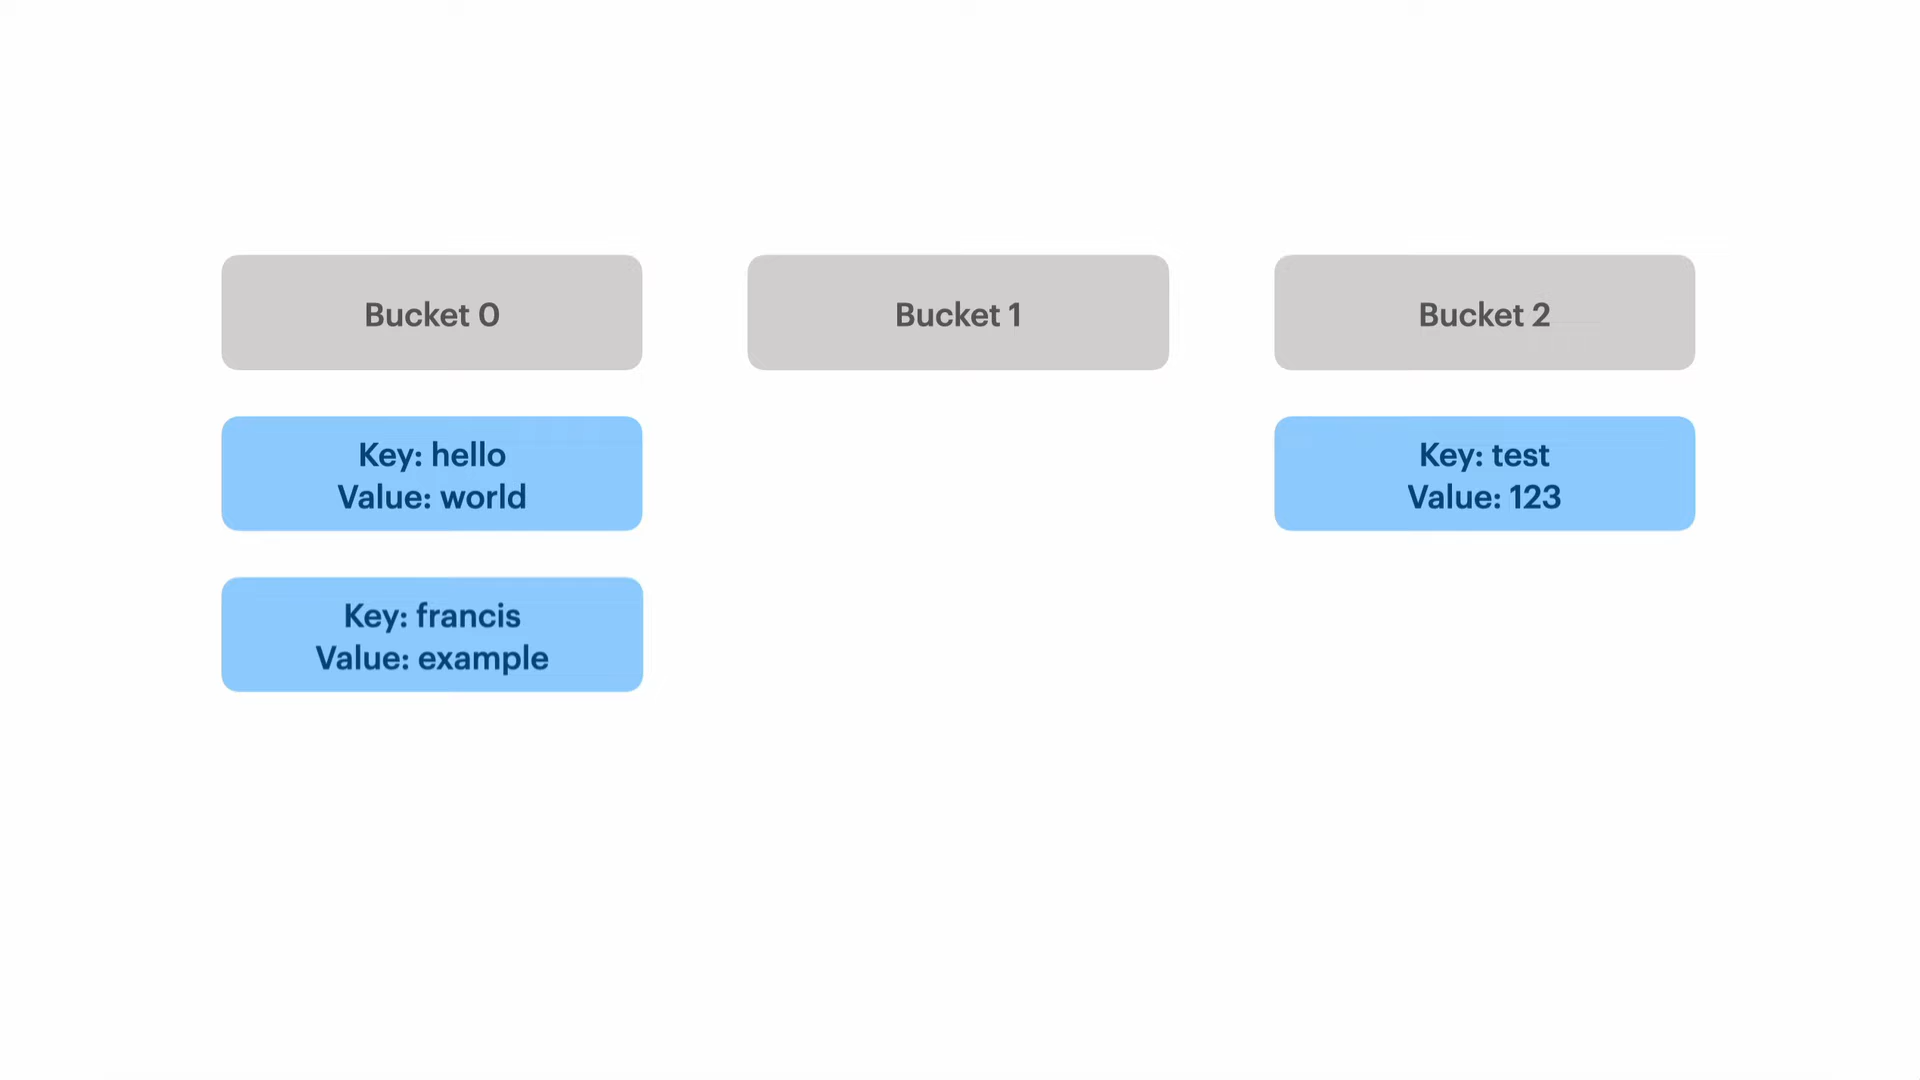 Bucket 0
Bucket 1
Bucket 2
Key: hello
Value: world
Key: test
Value: 123
Key: francis
Value: example